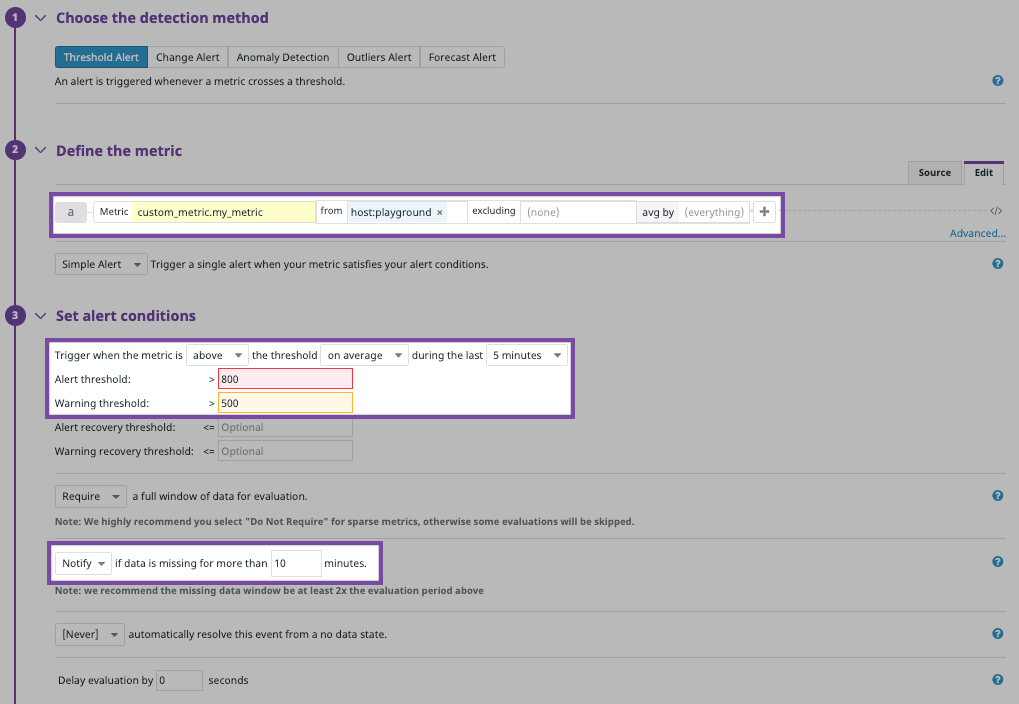 1 Choose the detection method
Threshold Alert Change Alert Anomaly Detection Outliers Alert Forecast Alert
An alert is triggered whenever a metric crosses a threshold. ?
2 Define the metric
Source Edit
a Metric custom_metric.my_metric from host:playground × excluding (none) avg by (everything) + </>
Advanced...
Simple Alert Trigger a single alert when your metric satisfies your alert conditions. ?
3 Set alert conditions
Trigger when the metric is above the threshold on average during the last 5 minutes
Alert threshold: > 800
Warning threshold: > 500
Alert recovery threshold: <= Optional
Warning recovery threshold: <= Optional
Require a full window of data for evaluation. ?
Note: We highly recommend you select "Do Not Require" for sparse metrics, otherwise some evaluations will be skipped.
Notify if data is missing for more than 10 minutes. ?
Note: we recommend the missing data window be at least 2x the evaluation period above
[Never] automatically resolve this event from a no data state. ?
Delay evaluation by 0 seconds ?